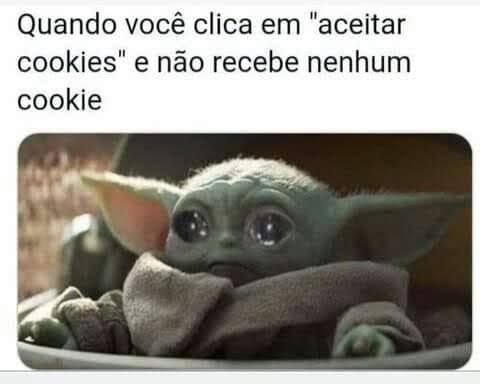 Quando você clica em "aceitar
cookies" e não recebe nenhum
cookie